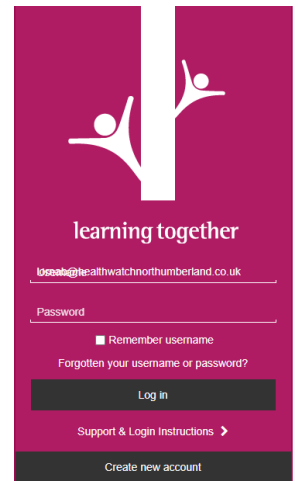 learning together
@healthwatchnorthumberland.co.uk
Password
Remember username
Forgotten your username or password?
Log in
Support & Login Instructions
Create new account